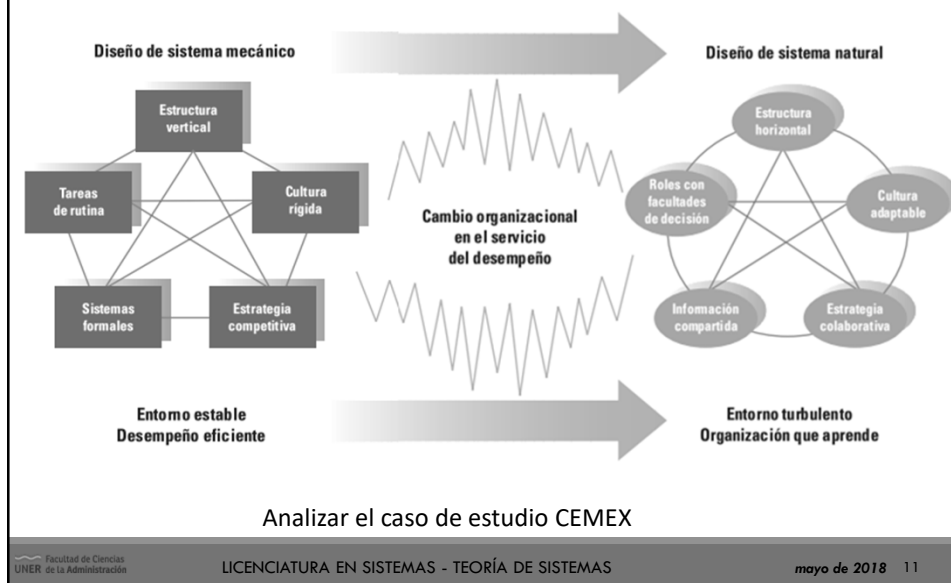 Diseño de sistema mecánico
Estructura
vertical
Tareas
de rutina
Cultura
rígida
Sistemas
formales
Estrategia
competitiva
Entorno estable
Desempeño eficiente
Cambio organizacional
en el servicio
del desempeño
Diseño de sistema natural
Estructura
horizontal
Roles con
facultades
de decisión
Cultura
adaptable
Información
compartida
Estrategia
colaborativa
Entorno turbulento
Organización que aprende
Analizar el caso de estudio CEMEX
Facultad de Ciencias
UNER de la Administración
LICENCIATURA EN SISTEMAS - TEORÍA DE SISTEMAS
mayo de 2018 11